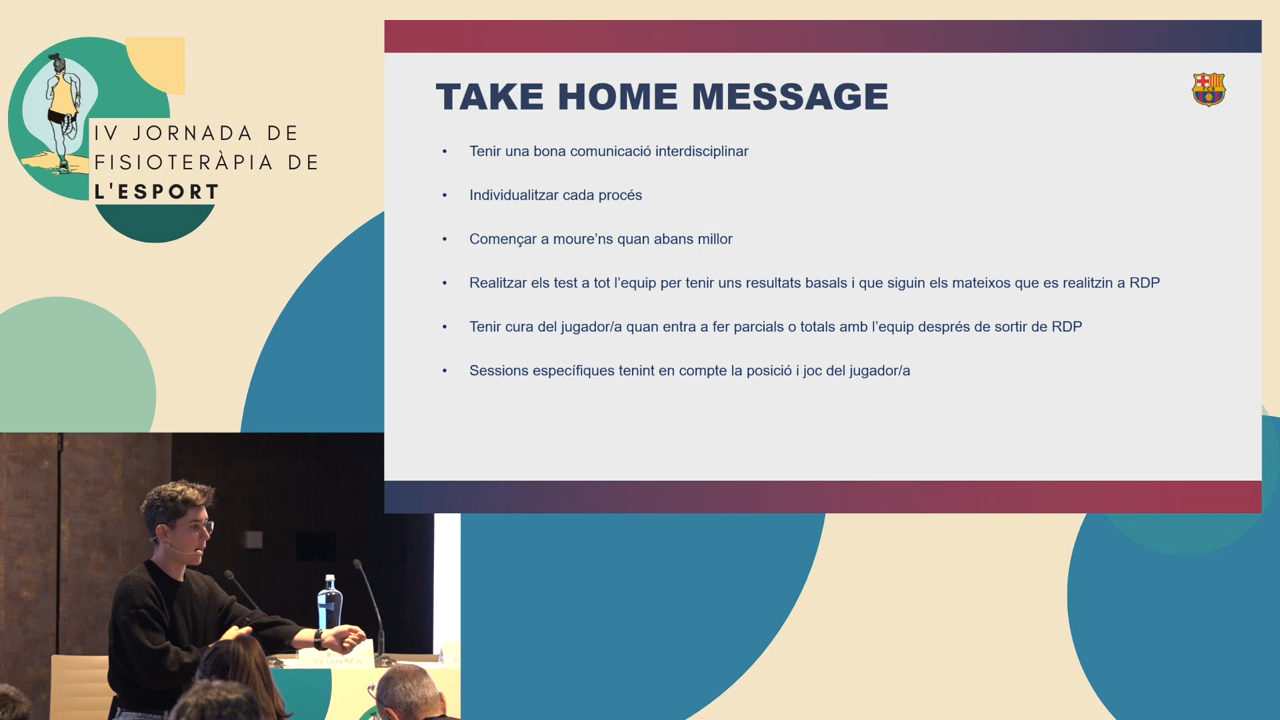 IV JORNADA DE
FISIOTERÀPIA DE
L'ESPORT
TAKE HOME MESSAGE
• Tenir una bona comunicació interdisciplinar
• Individualitzar cada procés
• Començar a moure’ns quan abans millor
• Realitzar els test a tot l’equip per tenir uns resultats basals i que siguin els mateixos que es realitzin a RDP
• Tenir cura del jugador/a quan entra a fer parcials o totals amb l’equip després de sortir de RDP
• Sessions específiques tenint en compte la posició i joc del jugador/a